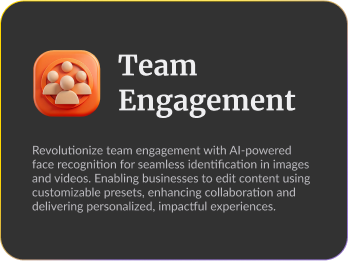 Team
Engagement
Revolutionize team engagement with AI-powered
face recognition for seamless identification in images
and videos. Enabling businesses to edit content using
customizable presets, enhancing collaboration and
delivering personalized, impactful experiences.